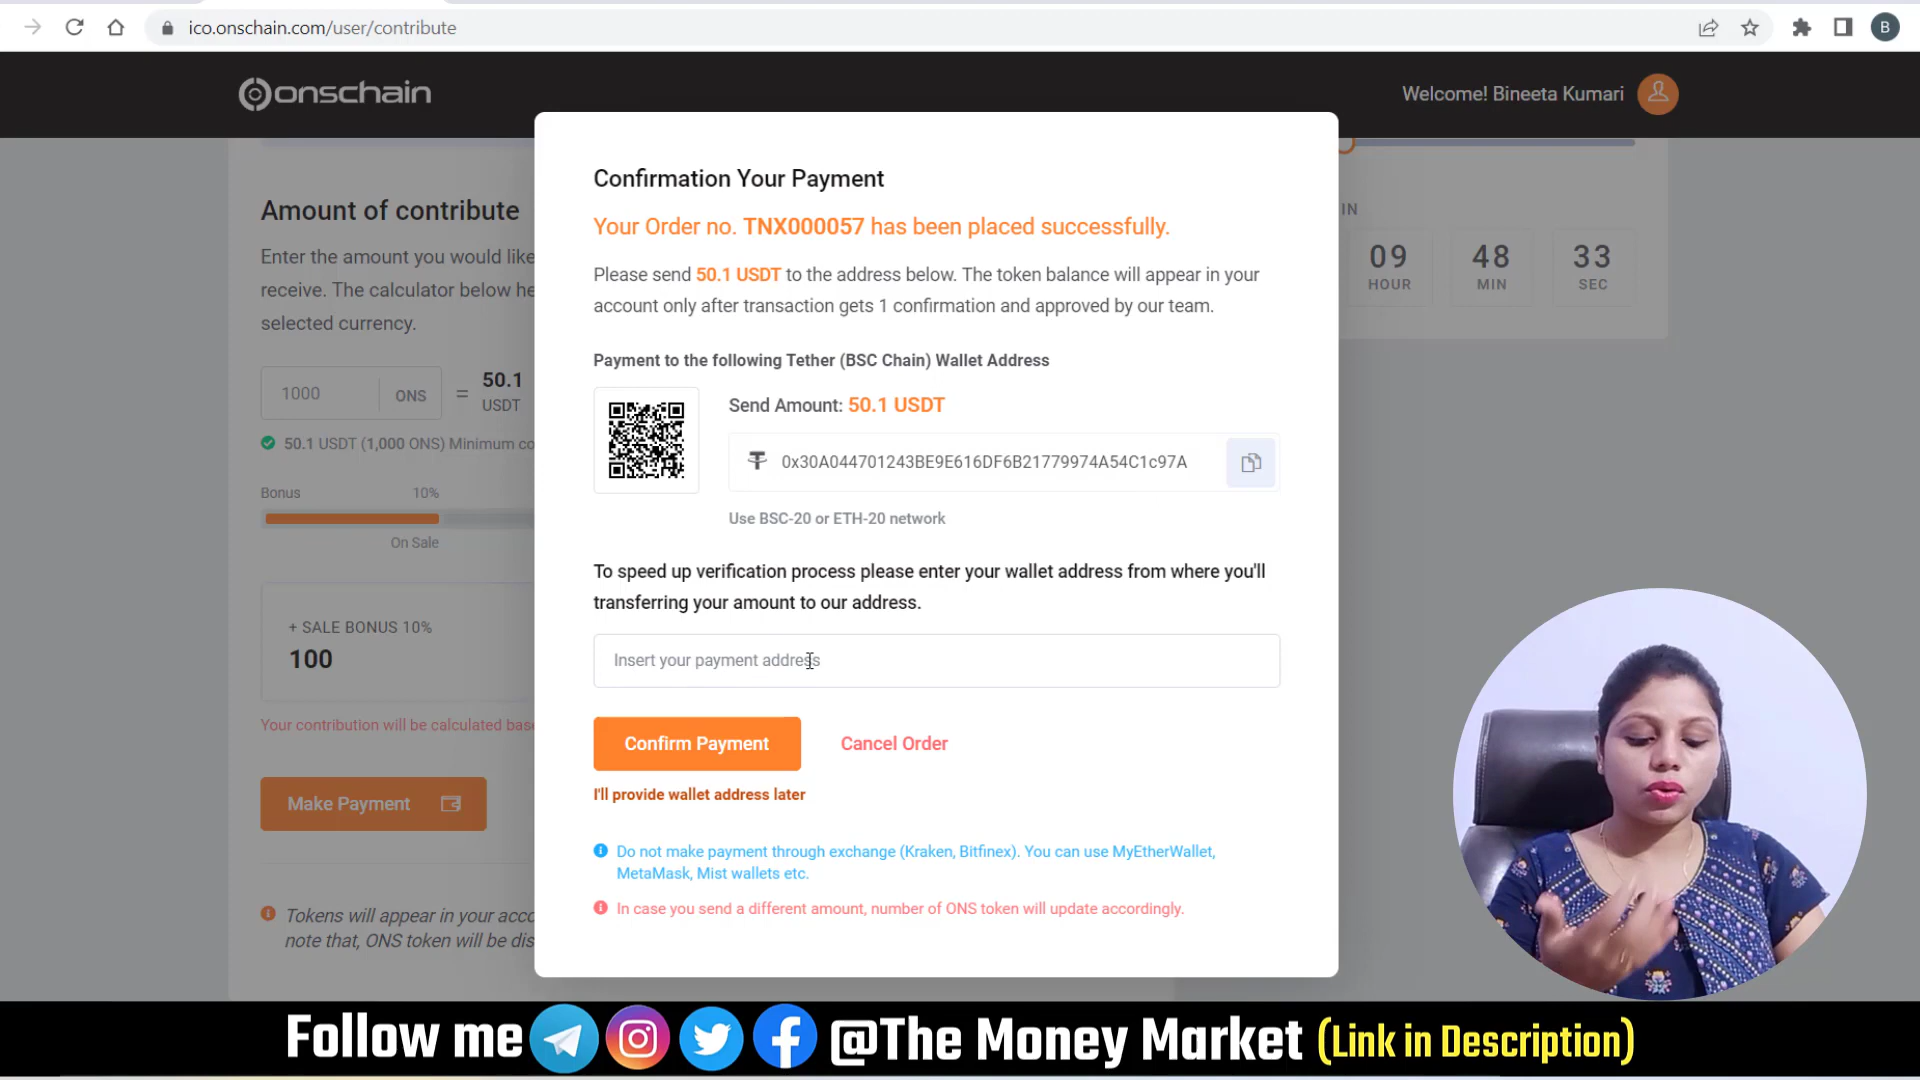 ico.onschain.com/user/contribute
B
onschain
Welcome! Bineeta Kumari
Amount of contribute
Enter the amount you would like
receive. The calculator below he
selected currency.
1000 ONS = 50.1 USDT
50.1 USDT (1,000 ONS) Minimum co
Bonus 10%
On Sale
+ SALE BONUS 10%
100
Your contribution will be calculated base
Make Payment
Tokens will appear in your acco
note that, ONS token will be dis
Confirmation Your Payment
Your Order no. TNX000057 has been placed successfully.
Please send 50.1 USDT to the address below. The token balance will appear in your
account only after transaction gets 1 confirmation and approved by our team.
Payment to the following Tether (BSC Chain) Wallet Address
Send Amount: 50.1 USDT
0x30A044701243BE9E616DF6B21779974A54C1c97A
Use BSC-20 or ETH-20 network
To speed up verification process please enter your wallet address from where you'll
transferring your amount to our address.
Insert your payment address
Confirm Payment Cancel Order
I'll provide wallet address later
Do not make payment through exchange (Kraken, Bitfinex). You can use MyEtherWallet,
MetaMask, Mist wallets etc.
In case you send a different amount, number of ONS token will update accordingly.
IN
09 48 33
HOUR MIN SEC
Follow me @The Money Market (Link in Description)